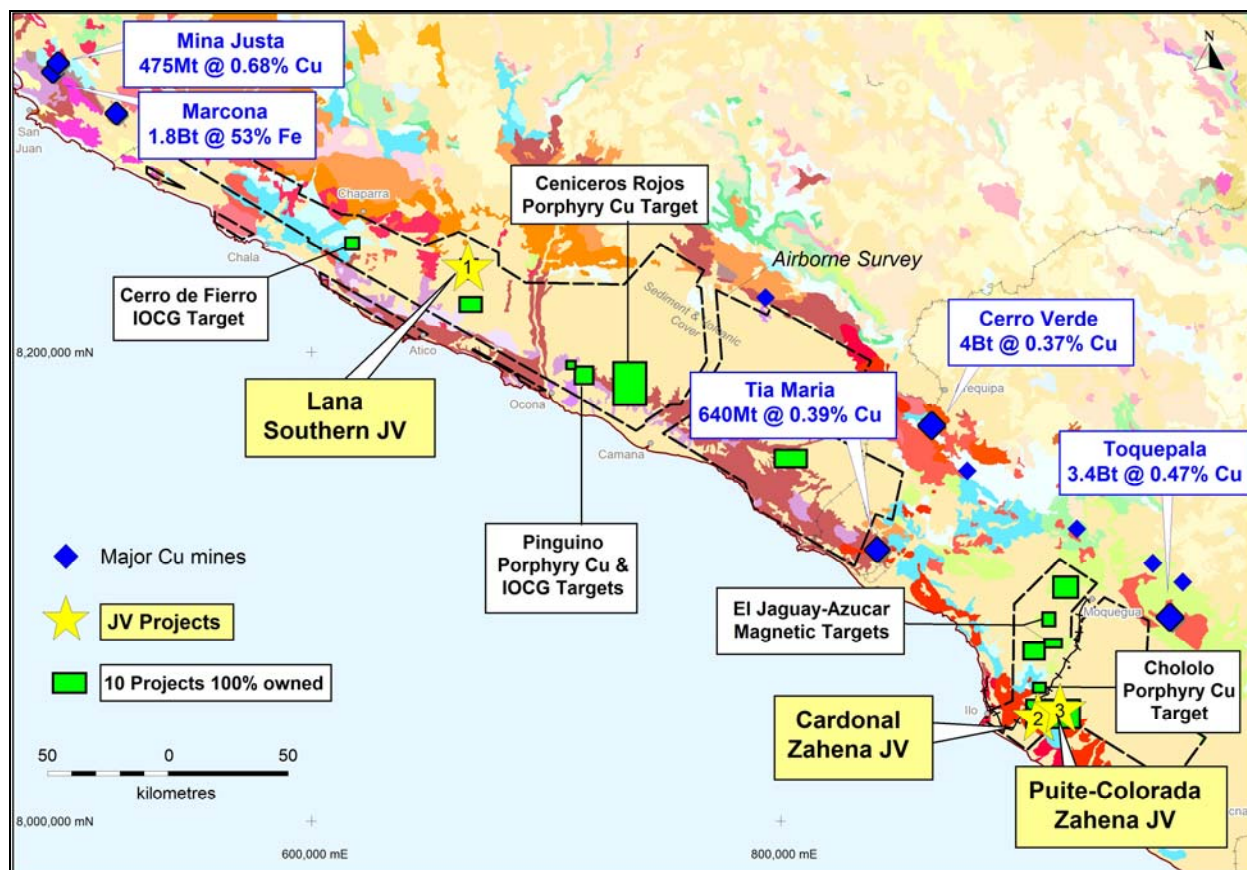 Mina Justa
475Mt @ 0.68% Cu
Marcona
1.8Bt @ 53% Fe
N
San
Juan
Chaparra
Ceniceros Rojos
Porphyry Cu Target
Chala
1
Airborne Survey
Cerro de Fierro
IOCG Target
Sediment & Volcanic
Cover
Cerro Verde
4Bt @ 0.37% Cu
8,200,000 mN
Atico
Lana
Southern JV
Ocona
Tia Maria
640Mt @ 0.39% Cu
requipa
Camana
Toquepala
3.4Bt @ 0.47% Cu
Pinguino
Porphyry Cu &
IOCG Targets
Major Cu mines
JV Projects
10 Projects 100% owned
El Jaguay-Azucar
Magnetic Targets
Moquegua
Chololo
Porphyry Cu
Target
Ilo
2
3
Cardonal
Zahena JV
Puite-Colorada
Zahena JV
50
0
50
kilometres
8,000,000 mN
600,000 mE
800,000 mE
cna